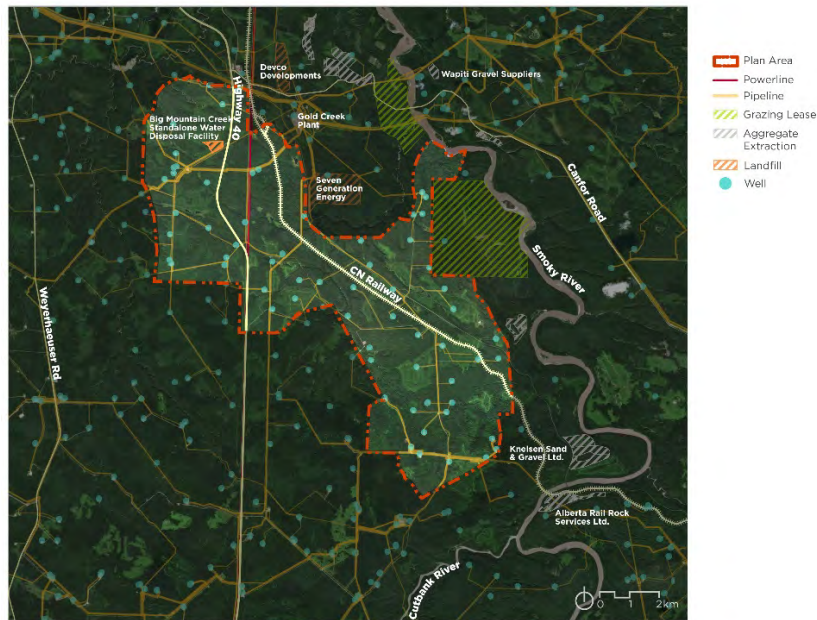 Devco
Developments
Wapiti Gravel Suppliers
Highway 40
Big Mountain Creek
Standalone Water
Disposal Facility
Gold Creek
Plant
Seven
Generation
Energy
Canfor Road
Smoky River
CN Railway
Weyerhaeuser Rd.
Knelsen Sand
& Gravel Ltd.
Alberta Rail Rock
Services Ltd.
Cutbank River
0 1 2km
Plan Area
Powerline
Pipeline
Grazing Lease
Aggregate
Extraction
Landfill
Well